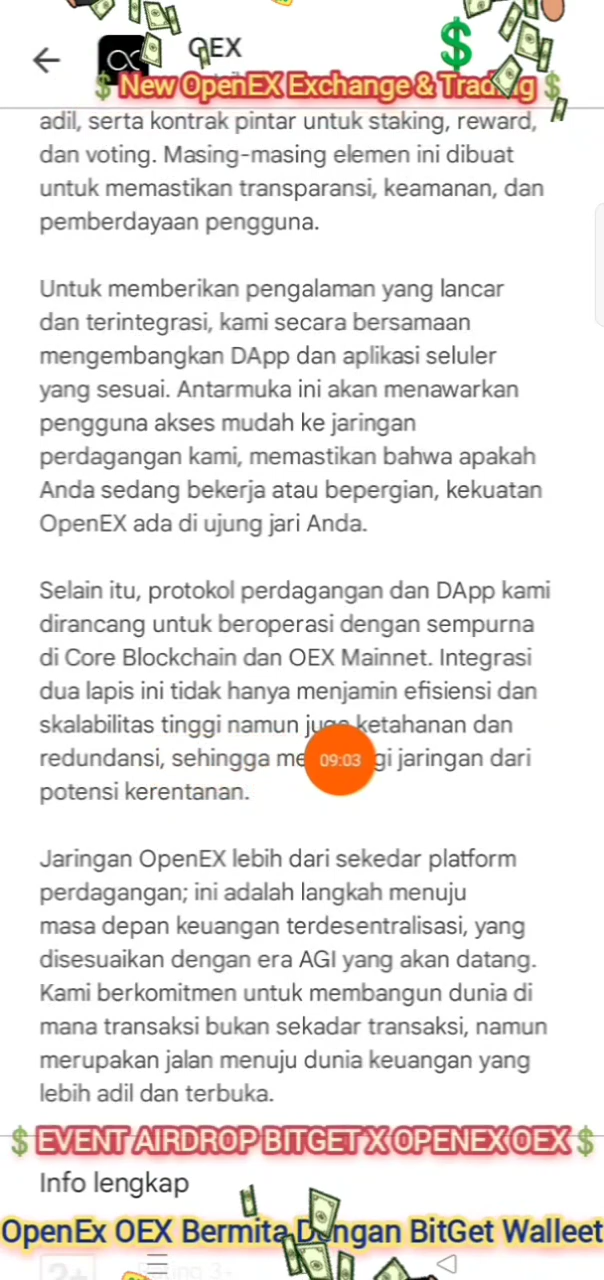 OEX
$ New OpenEX Exchange & Trading $
adil, serta kontrak pintar untuk staking, reward,
dan voting. Masing-masing elemen ini dibuat
untuk memastikan transparansi, keamanan, dan
pemberdayaan pengguna.
Untuk memberikan pengalaman yang lancar
dan terintegrasi, kami secara bersamaan
mengembangkan DApp dan aplikasi seluler
yang sesuai. Antarmuka ini akan menawarkan
pengguna akses mudah ke jaringan
perdagangan kami, memastikan bahwa apakah
Anda sedang bekerja atau bepergian, kekuatan
OpenEX ada di ujung jari Anda.
Selain itu, protokol perdagangan dan DApp kami
dirancang untuk beroperasi dengan sempurna
di Core Blockchain dan OEX Mainnet. Integrasi
dua lapis ini tidak hanya menjamin efisiensi dan
skalabilitas tinggi namun juga ketahanan dan
redundansi, sehingga 09:03 jaringan dari
potensi kerentanan.
Jaringan OpenEX lebih dari sekedar platform
perdagangan; ini adalah langkah menuju
masa depan keuangan terdesentralisasi, yang
disesuaikan dengan era AGI yang akan datang.
Kami berkomitmen untuk membangun dunia di
mana transaksi bukan sekadar transaksi, namun
merupakan jalan menuju dunia keuangan yang
lebih adil dan terbuka.
$ EVENT AIRDROP BITGET X OPENEX OEX $
Info lengkap
OpenEx OEX Bermita Dengan BitGet Walleet
3+